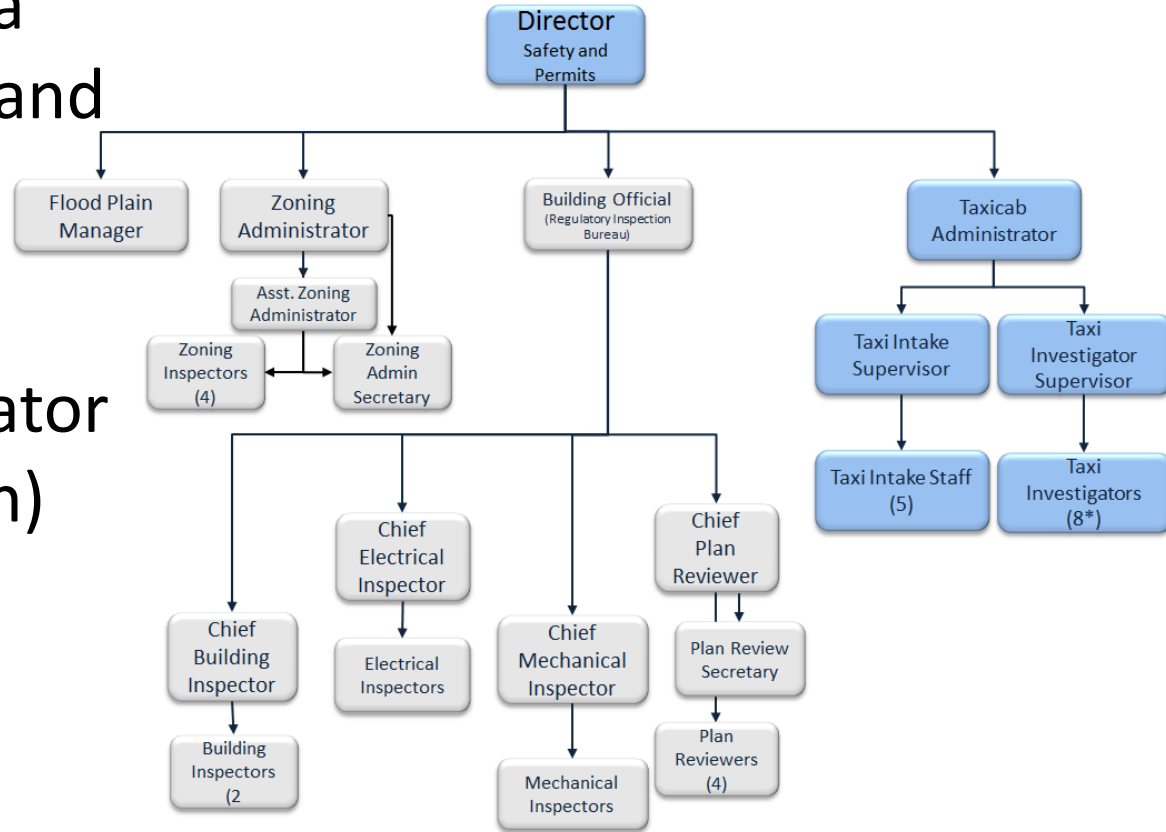 a
and
ator
n)
Director
Safety and
Permits
Flood Plain
Manager
Zoning
Administrator
Building Official
(Regulatory Inspection
Bureau)
Taxicab
Administrator
Asst. Zoning
Administrator
Zoning
Inspectors
(4)
Zoning
Admin
Secretary
Taxi Intake
Supervisor
Taxi
Investigator
Supervisor
Taxi Intake Staff
(5)
Taxi
Investigators
(8*)
Chief
Building
Inspector
Chief
Electrical
Inspector
Chief
Mechanical
Inspector
Chief
Plan
Reviewer
Building
Inspectors
(2
Electrical
Inspectors
Mechanical
Inspectors
Plan Review
Secretary
Plan
Reviewers
(4)